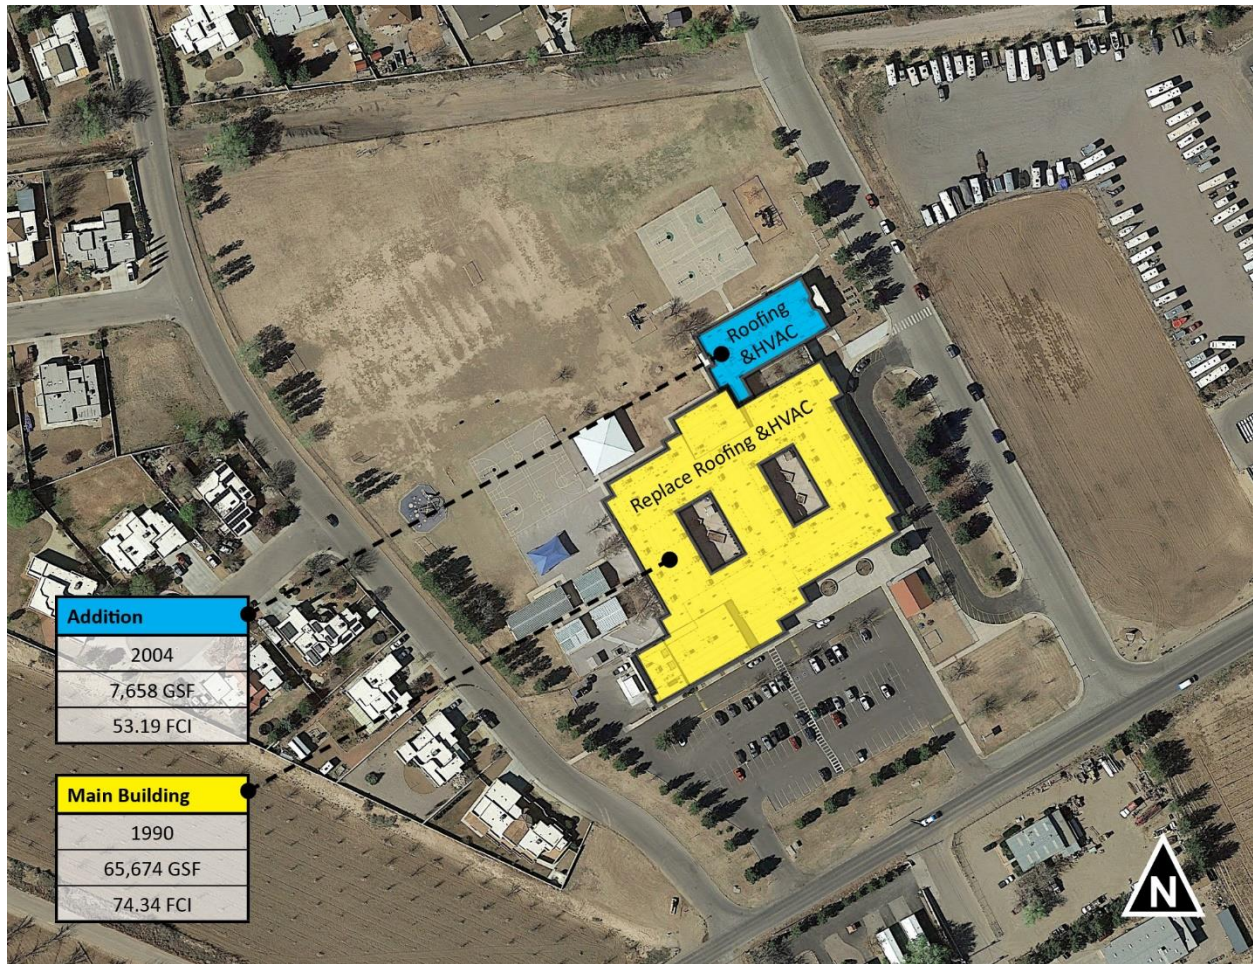 Roofing
&HVAC
Replace Roofing &HVAC
Addition
2004
7,658 GSF
53.19 FCI
Main Building
1990
65,674 GSF
74.34 FCI
N